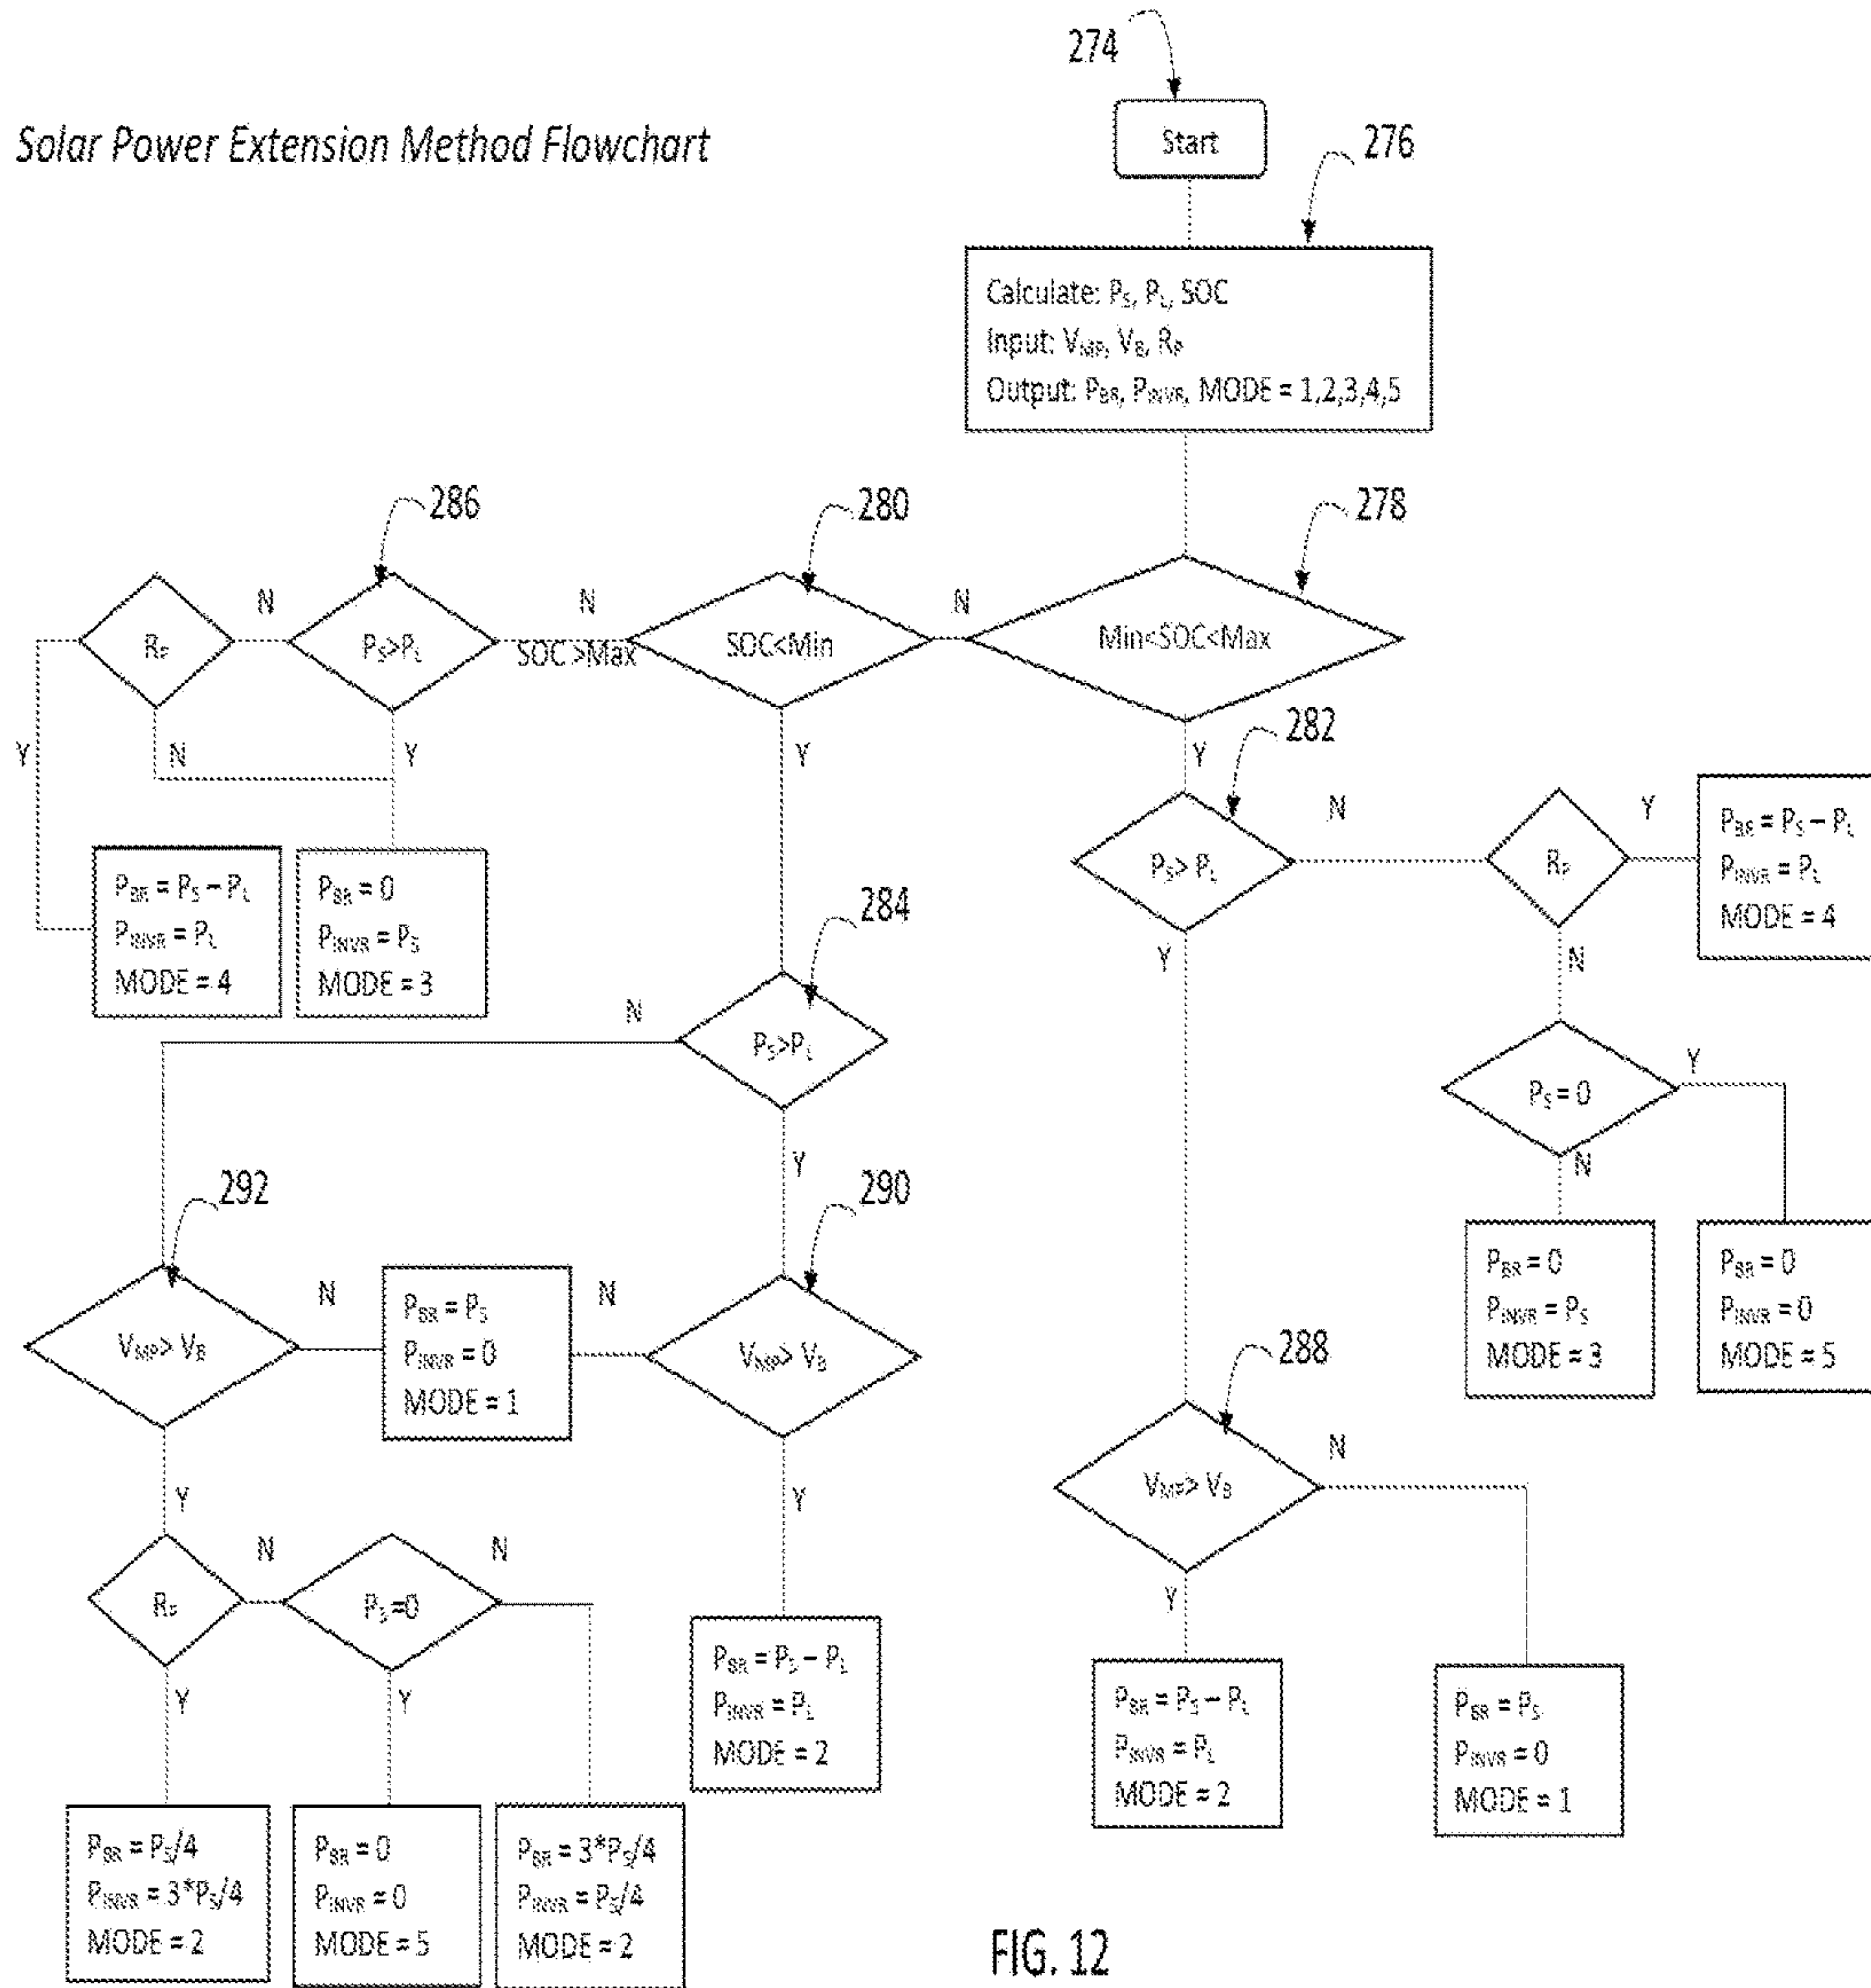 274
Solar Power Extension Method Flowchart
Start
276
Calculate: PS, PL, SOC
Input: VMP, VB, RP
Output: PBR, PINVR, MODE = 1,2,3,4,5
286
280
278
RP
N
PS>PL
N
SOC >Max
SOC<Min
N
Min<SOC<Max
Y
N
Y
Y
Y
282
PBR = PS – PL
PINVR = PL
MODE = 4
PBR = 0
PINVR = PS
MODE = 3
PS> PL
N
RP
Y
PBR = PS – PL
PINVR = PL
MODE = 4
284
N
PS>PL
Y
Y
N
PS = 0
Y
N
292
290
VMP> VB
N
PBR = PS
PINVR = 0
MODE = 1
N
VMP> VB
PBR = 0
PINVR = PS
MODE = 3
PBR = 0
PINVR = 0
MODE = 5
288
VMP> VB
N
Y
Y
Y
RP
N
PS=0
N
Y
Y
PBR = PS – PL
PINVR = PL
MODE = 2
PBR = PS – PL
PINVR = PL
MODE = 2
PBR = PS
PINVR = 0
MODE = 1
PBR = PS/4
PINVR = 3*PS/4
MODE = 2
PBR = 0
PINVR = 0
MODE = 5
PBR = 3*PS/4
PINVR = PS/4
MODE = 2
FIG. 12